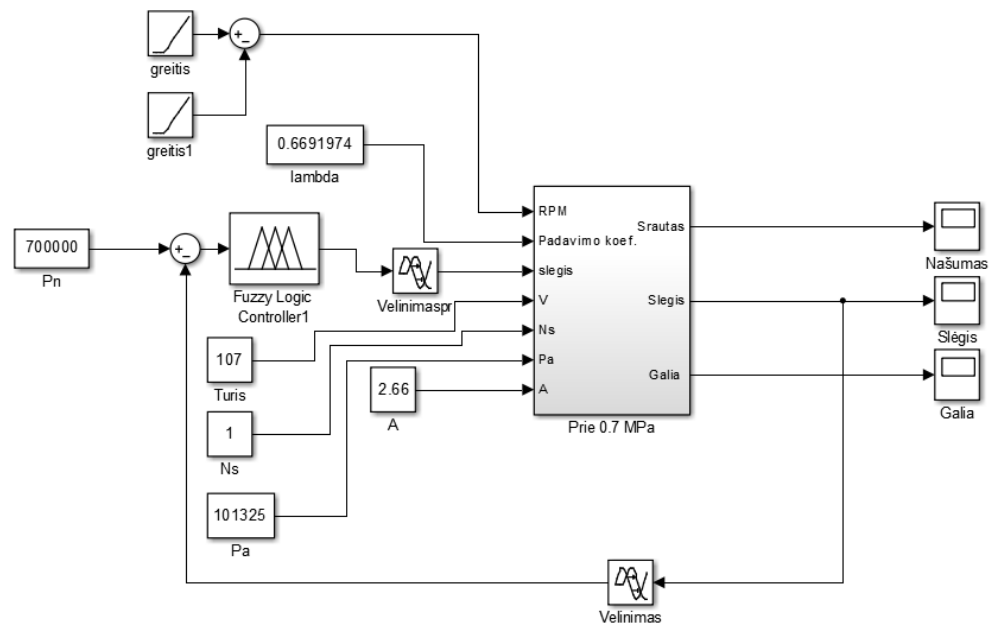 greitis
greitis1
0.6691974
lambda
700000
Pn
Fuzzy Logic
Controller1
Velinimaspr
107
Turis
1
Ns
101325
Pa
2.66
A
RPM
Padavimo koef.
slegis
V
Ns
Pa
A
Srautas
Slegis
Galia
Prie 0.7 MPa
Našumas
Slėgis
Galia
Velinimas